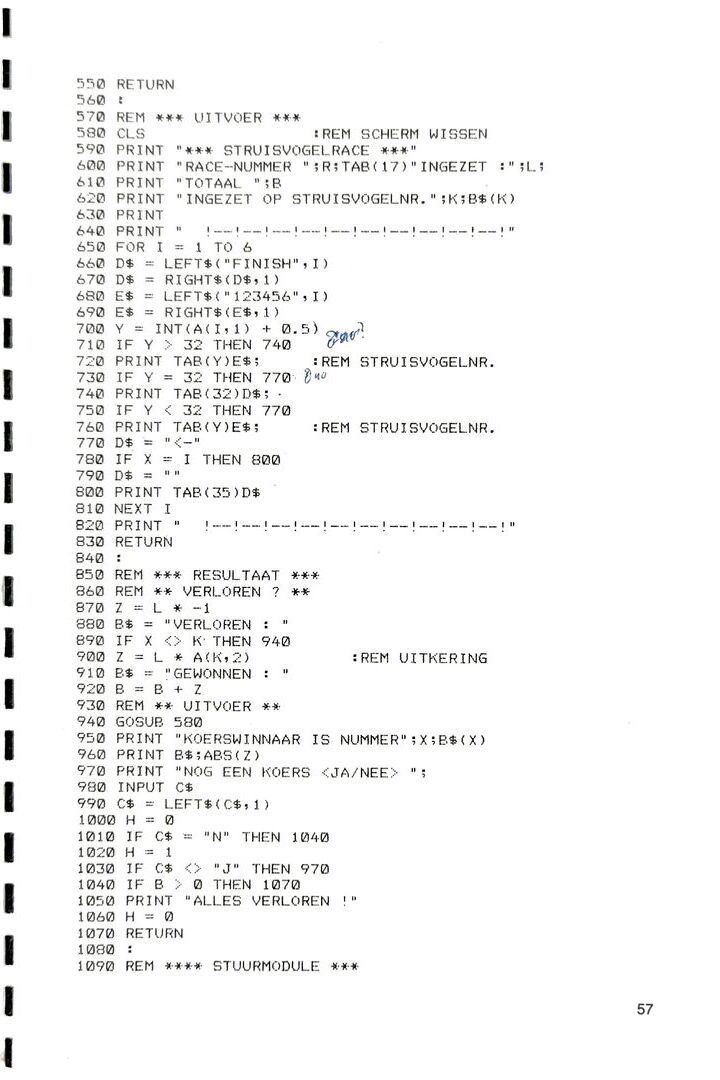 550 RETURN
560 :
570 REM *** UITVOER ***
580 CLS :REM SCHERM WISSEN
590 PRINT "*** STRUISVOGELRACE ***"
600 PRINT "RACE-NUMMER ";R;TAB(17)"INGEZET :";L;
610 PRINT "TOTAAL ";B
620 PRINT "INGEZET OP STRUISVOGELNR.";K;B$(K)
630 PRINT
640 PRINT " !--!--!--!--!--!--!--!--!--!--!"
650 FOR I = 1 TO 6
660 D$ = LEFT$("FINISH",I)
670 D$ = RIGHT$(D$,1)
680 E$ = LEFT$("123456",I)
690 E$ = RIGHT$(E$,1)
700 Y = INT(A(I,1) + 0.5)
710 IF Y > 32 THEN 740
720 PRINT TAB(Y)E$; :REM STRUISVOGELNR.
730 IF Y = 32 THEN 770
740 PRINT TAB(32)D$;
750 IF Y < 32 THEN 770
760 PRINT TAB(Y)E$; :REM STRUISVOGELNR.
770 D$ = "<-"
780 IF X = I THEN 800
790 D$ = ""
800 PRINT TAB(35)D$
810 NEXT I
820 PRINT " !--!--!--!--!--!--!--!--!--!--!"
830 RETURN
840 :
850 REM *** RESULTAAT ***
860 REM ** VERLOREN ? **
870 Z = L * -1
880 B$ = "VERLOREN : "
890 IF X <> K THEN 940
900 Z = L * A(K,2) :REM UITKERING
910 B$ = "GEWONNEN : "
920 B = B + Z
930 REM ** UITVOER **
940 GOSUB 580
950 PRINT "KOERSWINNAAR IS NUMMER";X;B$(X)
960 PRINT B$;ABS(Z)
970 PRINT "NOG EEN KOERS <JA/NEE> ";
980 INPUT C$
990 C$ = LEFT$(C$,1)
1000 H = 0
1010 IF C$ = "N" THEN 1040
1020 H = 1
1030 IF C$ <> "J" THEN 970
1040 IF B > 0 THEN 1070
1050 PRINT "ALLES VERLOREN !"
1060 H = 0
1070 RETURN
1080 :
1090 REM **** STUURMODULE ***
57